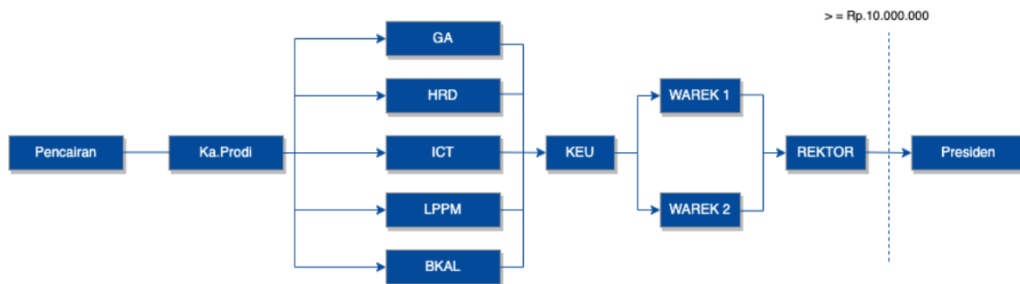 > = Rp.10.000.000
GA
HRD
Pencairan
Ka.Prodi
ICT
LPPM
BKAL
KEU
WAREK 1
WAREK 2
REKTOR
Presiden